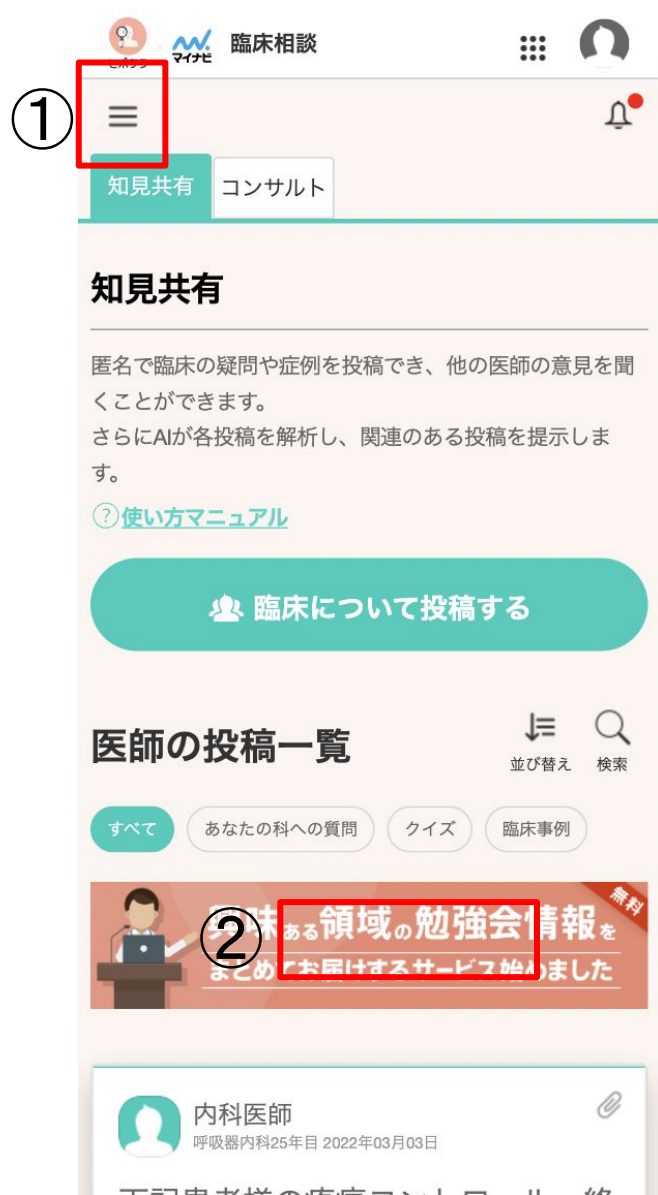 マイナビ 臨床相談
①
知見共有 コンサルト
知見共有
匿名で臨床の疑問や症例を投稿でき、他の医師の意見を聞
くことができます。
さらにAIが各投稿を解析し、関連のある投稿を提示しま
す。
?使い方マニュアル
臨床について投稿する
医師の投稿一覧
並び替え 検索
すべて あなたの科への質問 クイズ 臨床事例
無料
②
興味ある領域の勉強会情報を
まとめてお届けするサービス始めました
内科医師
呼吸器内科25年目 2022年03月03日